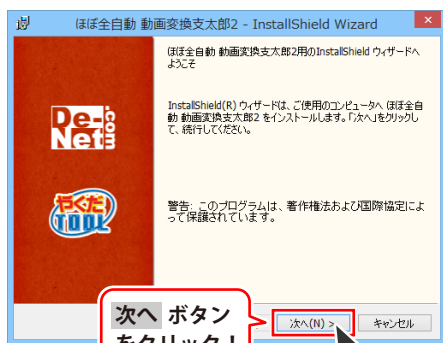 ほぼ全自動 動画変換支太郎2 - InstallShield Wizard
ほぼ全自動 動画変換支太郎2用のInstallShield ウィザードへ
ようこそ
InstallShield(R) ウィザードは、ご使用のコンピュータへ ほぼ全自
動 動画変換支太郎2 をインストールします。「次へ」をクリックし
て、続行してください。
De-Net.com
やくだつ
TOOL
警告: このプログラムは、著作権法および国際協定によ
って保護されています。
次へ ボタン
をクリック!
次へ(N) >
キャンセル